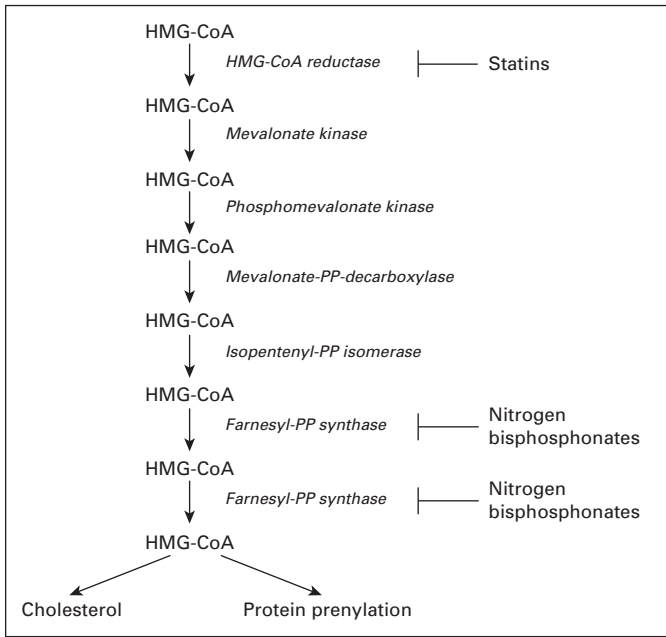 HMG-CoA
HMG-CoA reductase
Statins
HMG-CoA
Mevalonate kinase
HMG-CoA
Phosphomevalonate kinase
HMG-CoA
Mevalonate-PP-decarboxylase
HMG-CoA
Isopentenyl-PP isomerase
HMG-CoA
Farnesyl-PP synthase
Nitrogen
bisphosphonates
HMG-CoA
Farnesyl-PP synthase
Nitrogen
bisphosphonates
HMG-CoA
Cholesterol
Protein prenylation